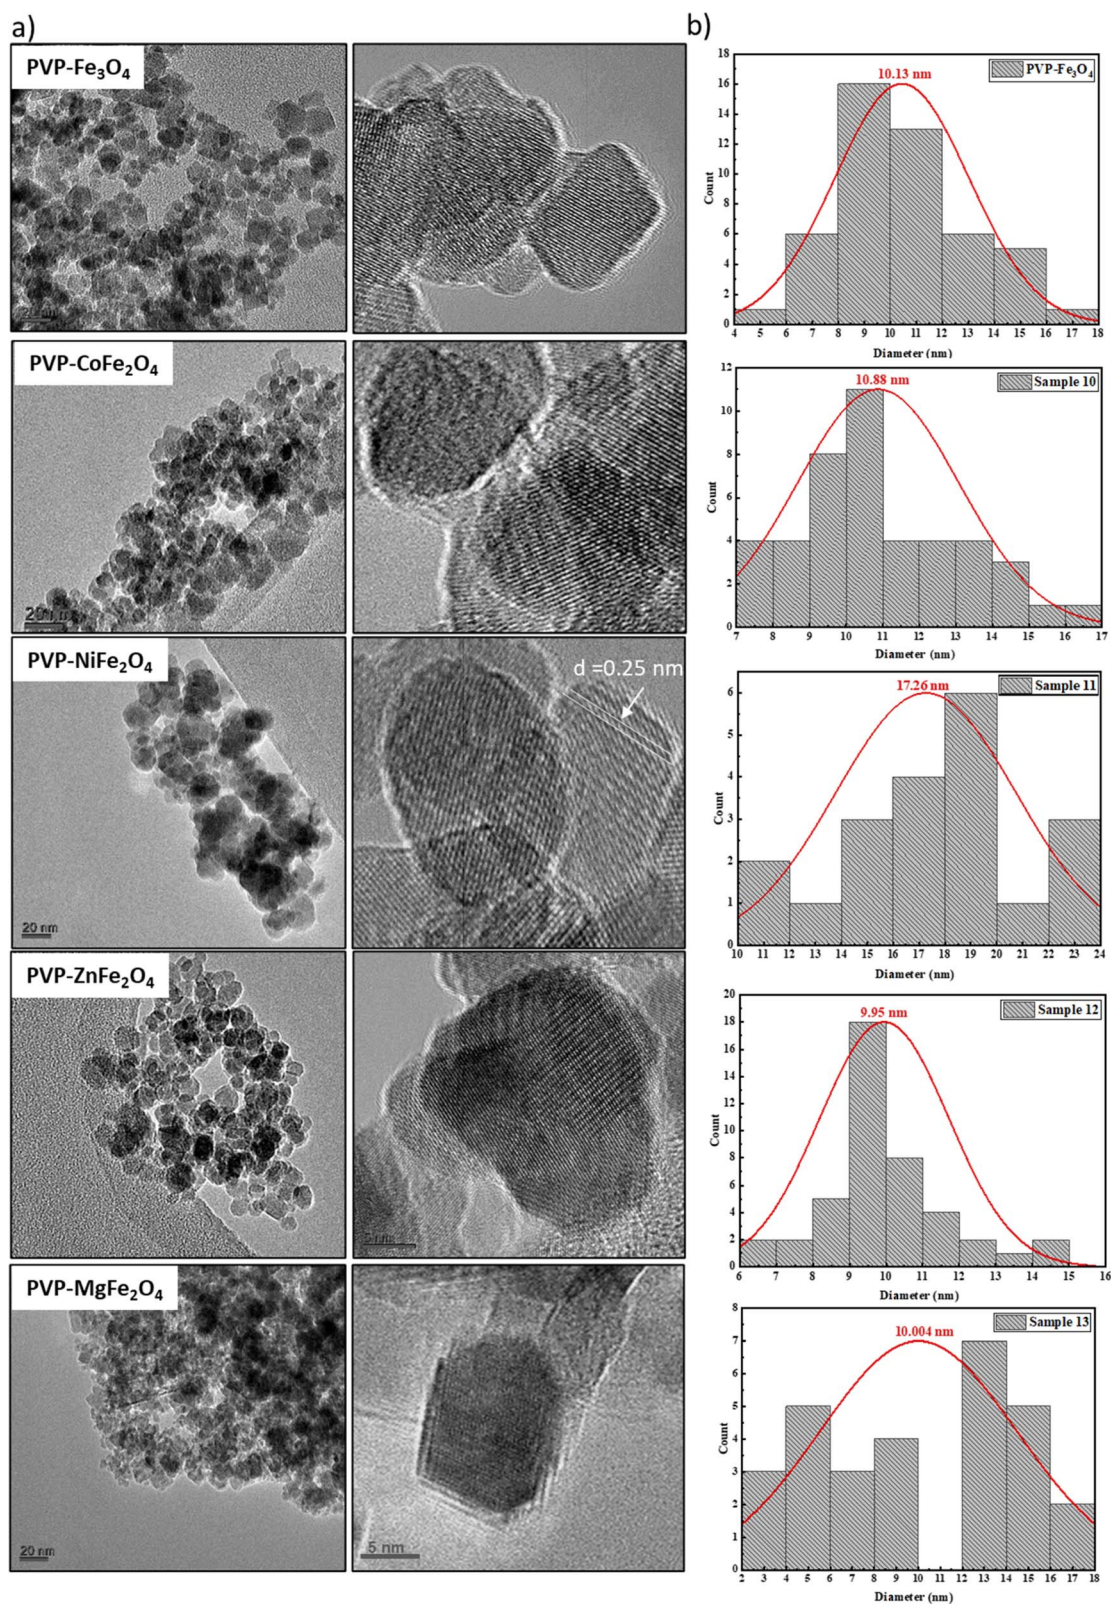 a)
b)
PVP-Fe₃O₄
20 nm
PVP-CoFe₂O₄
20 nm
PVP-NiFe₂O₄
20 nm
d =0.25 nm
PVP-ZnFe₂O₄
5 nm
PVP-MgFe₂O₄
20 nm
5 nm
10.13 nm
PVP-Fe₃O₄
Count
18
16
14
12
10
8
6
4
2
0
4 5 6 7 8 9 10 11 12 13 14 15 16 17 18
Diameter (nm)
10.88 nm
Sample 10
Count
12
10
8
6
4
2
0
7 8 9 10 11 12 13 14 15 16 17
Diameter (nm)
17.26 nm
Sample 11
Count
6
5
4
3
2
1
0
10 11 12 13 14 15 16 17 18 19 20 21 22 23 24
Diameter (nm)
9.95 nm
Sample 12
Count
20
18
16
14
12
10
8
6
4
2
0
6 7 8 9 10 11 12 13 14 15 16
Diameter (nm)
10.004 nm
Sample 13
Count
8
7
6
5
4
3
2
1
0
2 3 4 5 6 7 8 9 10 11 12 13 14 15 16 17 18
Diameter (nm)